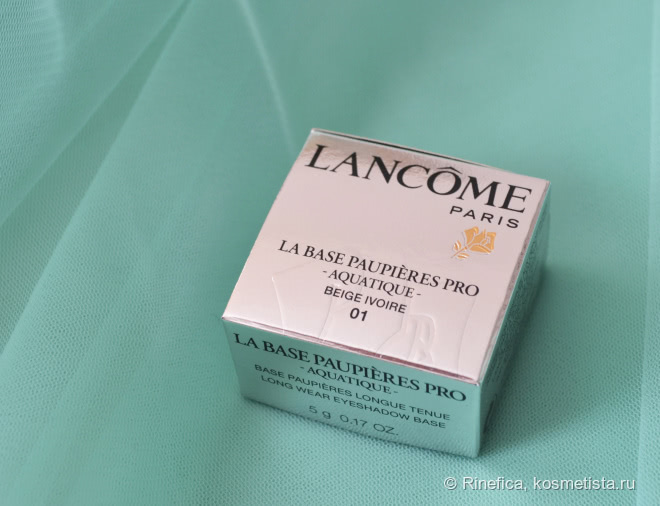 LANCÔME
PARIS
LA BASE PAUPIÈRES PRO
- AQUATIQUE -
BEIGE IVOIRE
01
LA BASE PAUPIÈRES PRO
- AQUATIQUE -
BASE PAUPIÈRES LONGUE TENUE
LONG WEAR EYESHADOW BASE
5 g 0.17 OZ.
© Rinefica, kosmetista.ru